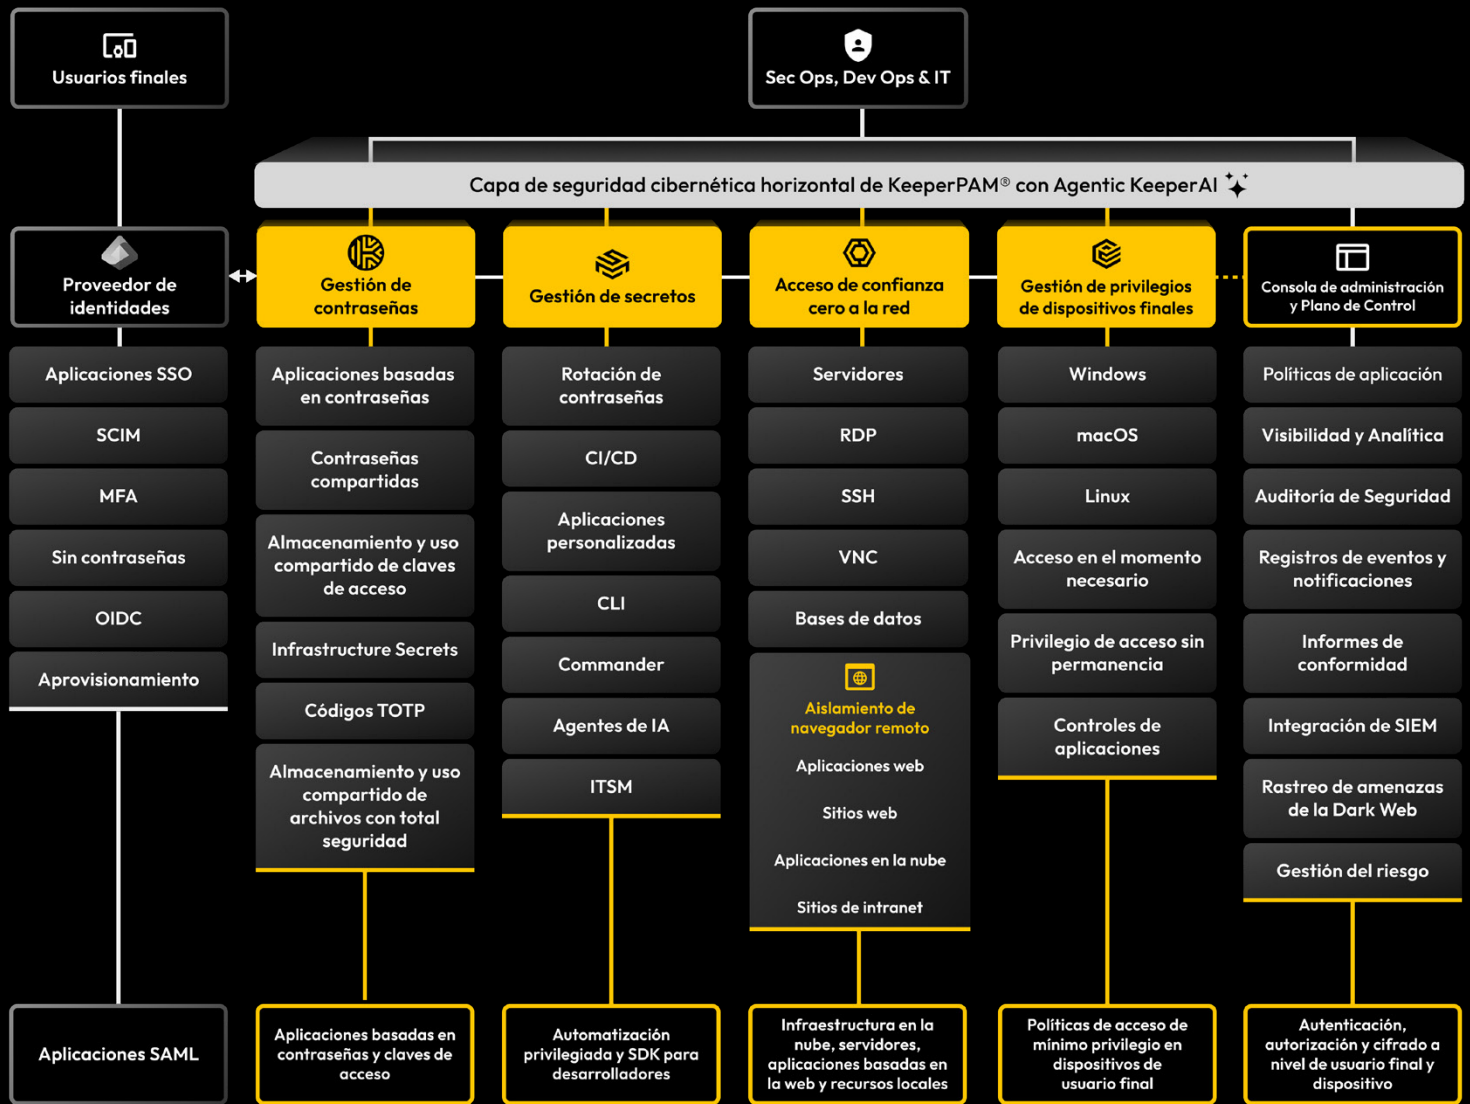 Usuarios finales
Sec Ops, Dev Ops & IT
Capa de seguridad cibernética horizontal de KeeperPAM® con Agentic KeeperAI
Proveedor de
identidades
Aplicaciones SSO
SCIM
MFA
Sin contraseñas
OIDC
Aprovisionamiento
Aplicaciones SAML
Gestión de
contraseñas
Aplicaciones basadas
en contraseñas
Contraseñas
compartidas
Almacenamiento y uso
compartido de claves
de acceso
Infrastructure Secrets
Códigos TOTP
Almacenamiento y uso
compartido de
archivos con total
seguridad
Aplicaciones basadas en
contraseñas y claves de
acceso
Gestión de secretos
Rotación de
contraseñas
CI/CD
Aplicaciones
personalizadas
CLI
Commander
Agentes de IA
ITSM
Automatización
privilegiada y SDK para
desarrolladores
Acceso de confianza
cero a la red
Servidores
RDP
SSH
VNC
Bases de datos
Aislamiento de
navegador remoto
Aplicaciones web
Sitios web
Aplicaciones en la nube
Sitios de intranet
Infraestructura en la
nube, servidores,
aplicaciones basadas en
la web y recursos locales
Gestión de privilegios
de dispositivos finales
Windows
macOS
Linux
Acceso en el momento
necesario
Privilegio de acceso sin
permanencia
Controles de
aplicaciones
Políticas de acceso de
mínimo privilegio en
dispositivos de
usuario final
Consola de administración
y Plano de Control
Políticas de aplicación
Visibilidad y Analítica
Auditoría de Seguridad
Registros de eventos y
notificaciones
Informes de
conformidad
Integración de SIEM
Rastreo de amenazas
de la Dark Web
Gestión del riesgo
Autenticación,
autorización y cifrado a
nivel de usuario final y
dispositivo